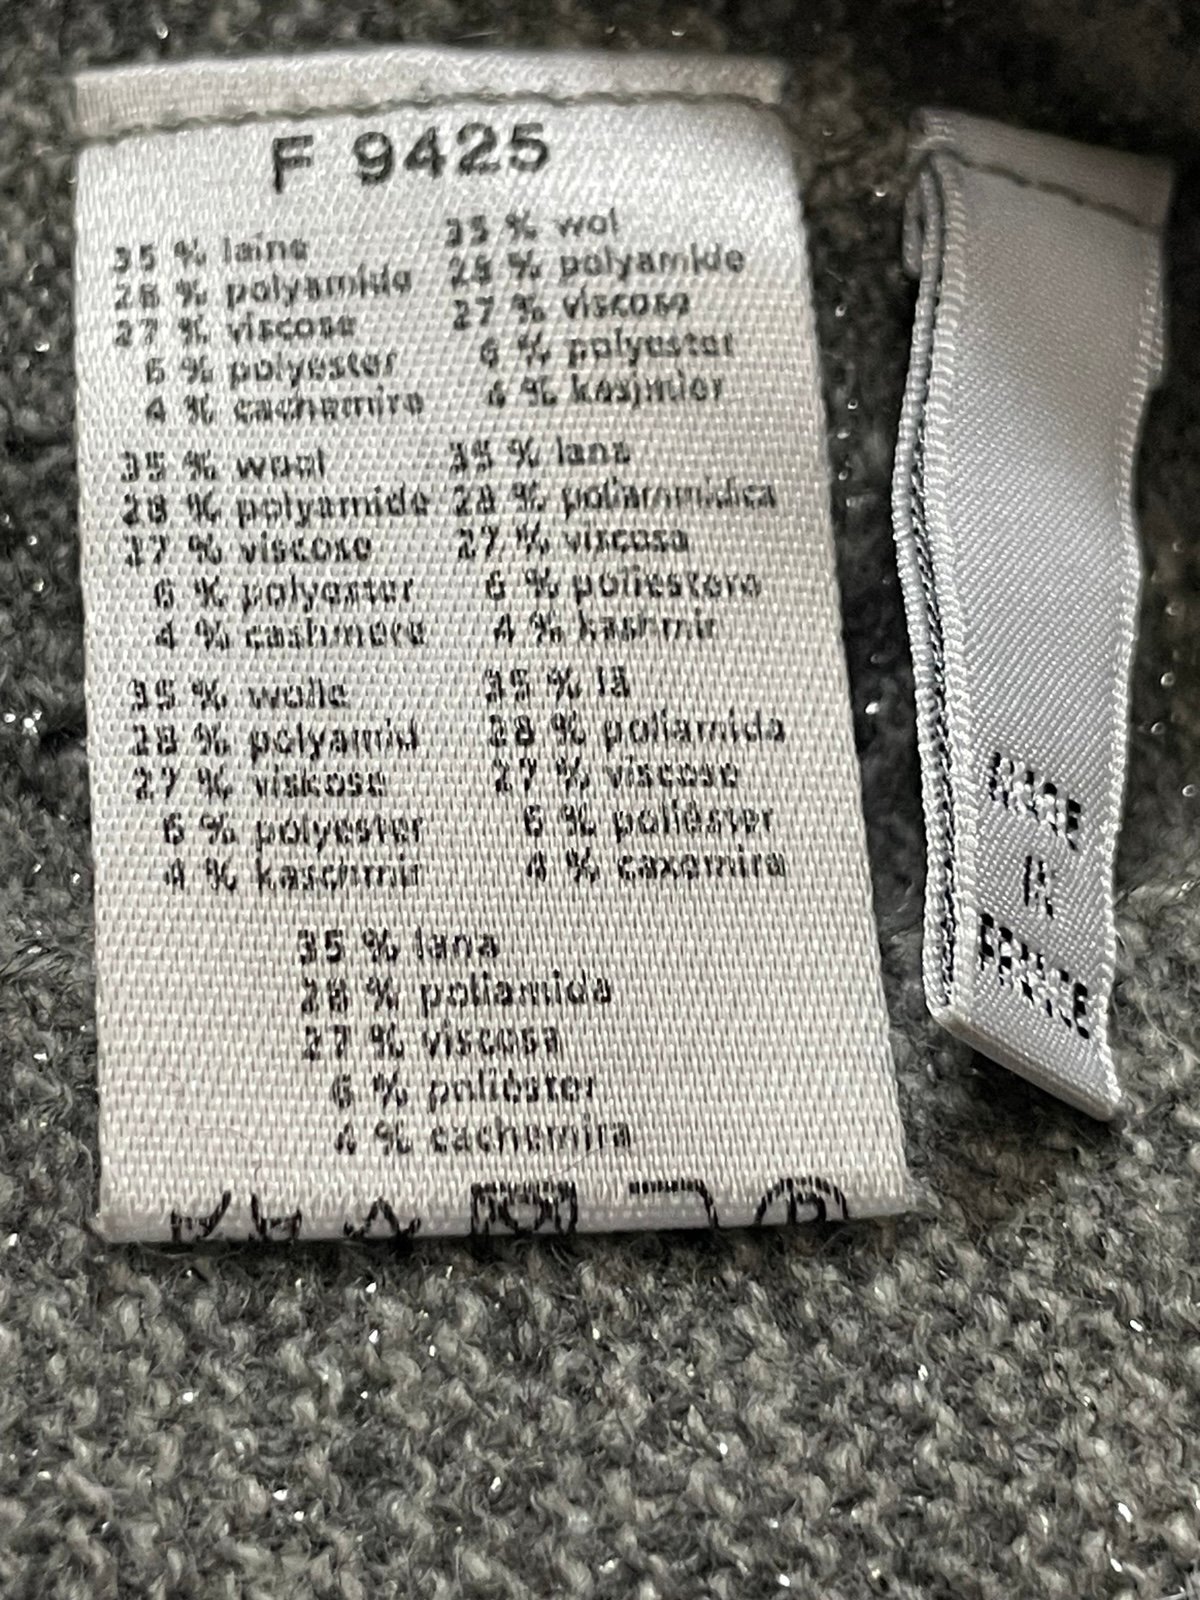 F 9425
35 % laine
28 % polyamide
27 % viscose
6 % polyester
4 % cachemire
35 % wol
28 % polyamide
27 % viscose
6 % polyester
4 % kasjmier
35 % wool
28 % polyamide
27 % viscose
6 % polyester
4 % cashmere
35 % lana
28 % poliammidica
27 % viscosa
6 % poliestere
4 % kashmir
35 % wolle
28 % polyamid
27 % viskose
6 % polyester
4 % kaschmir
35 % lã
28 % poliamida
27 % viscose
6 % poliéster
4 % caxemira
35 % lana
28 % poliamida
27 % viscosa
6 % poliéster
4 % cachemira
P
MADE
IN
FRANCE